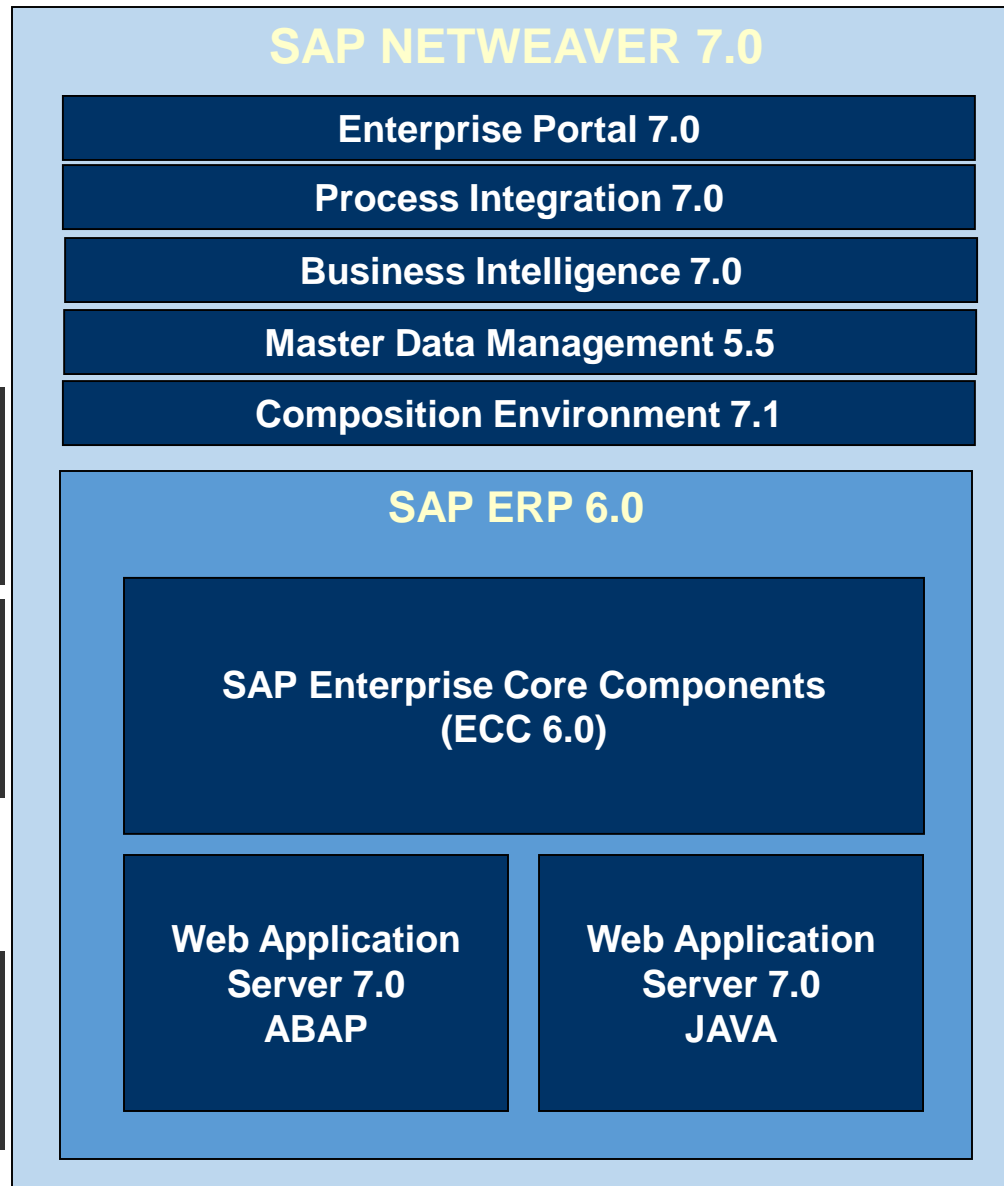 SAP NETWEAVER 7.0
Enterprise Portal 7.0
Process Integration 7.0
Business Intelligence 7.0
Master Data Management 5.5
Composition Environment 7.1
SAP ERP 6.0
SAP Enterprise Core Components
(ECC 6.0)
Web Application
Server 7.0
ABAP
Web Application
Server 7.0
JAVA